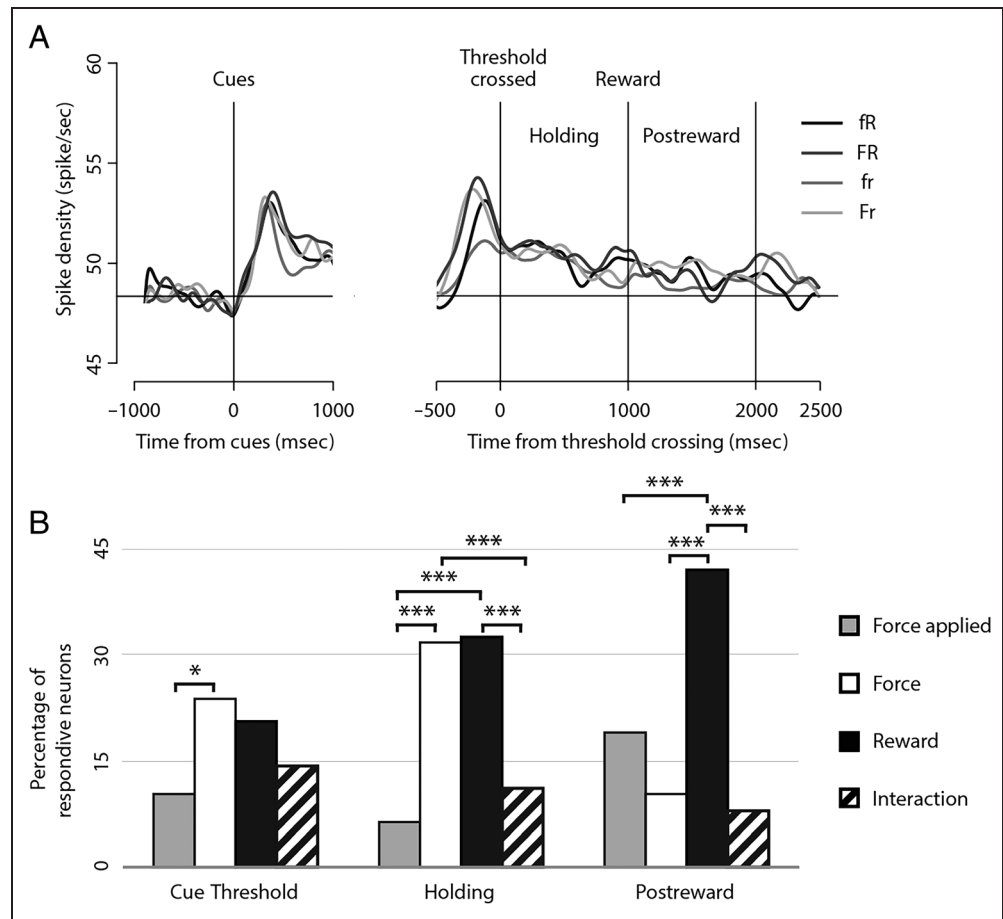 A
60
55
50
45
Spike density (spike/sec)
Cues
Threshold
crossed
Reward
Holding
Postreward
fR
FR
fr
Fr
−1000
0
1000
−500
0
1000
2000
2500
Time from cues (msec)
Time from threshold crossing (msec)
B
45
30
15
0
Percentage of
respondive neurons
*
***
***
***
***
***
***
***
Force applied
Force
Reward
Interaction
Cue Threshold
Holding
Postreward